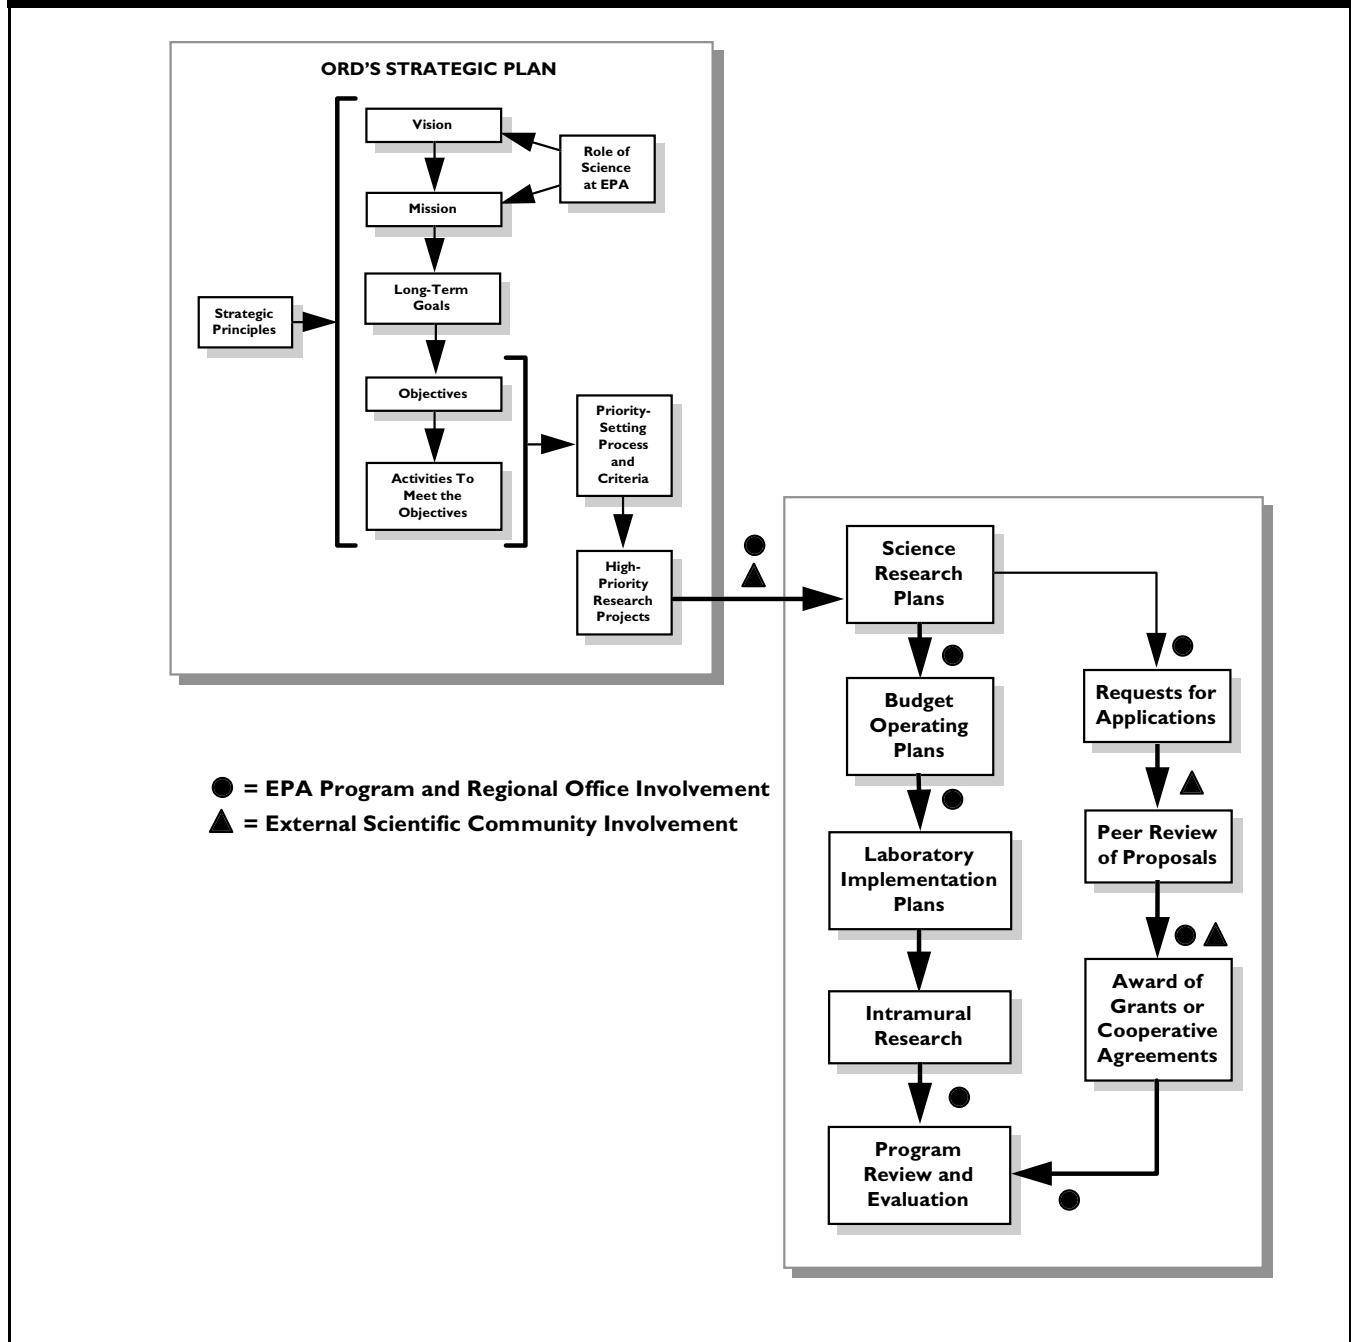 ORD'S STRATEGIC PLAN
Vision
Role of
Science
at EPA
Mission
Long-Term
Goals
Strategic
Principles
Objectives
Priority-
Setting
Process
and
Criteria
Activities To
Meet the
Objectives
High-
Priority
Research
Projects
Science
Research
Plans
Budget
Operating
Plans
Requests for
Applications
= EPA Program and Regional Office Involvement
= External Scientific Community Involvement
Laboratory
Implementation
Plans
Peer Review
of Proposals
Intramural
Research
Award of
Grants or
Cooperative
Agreements
Program
Review and
Evaluation